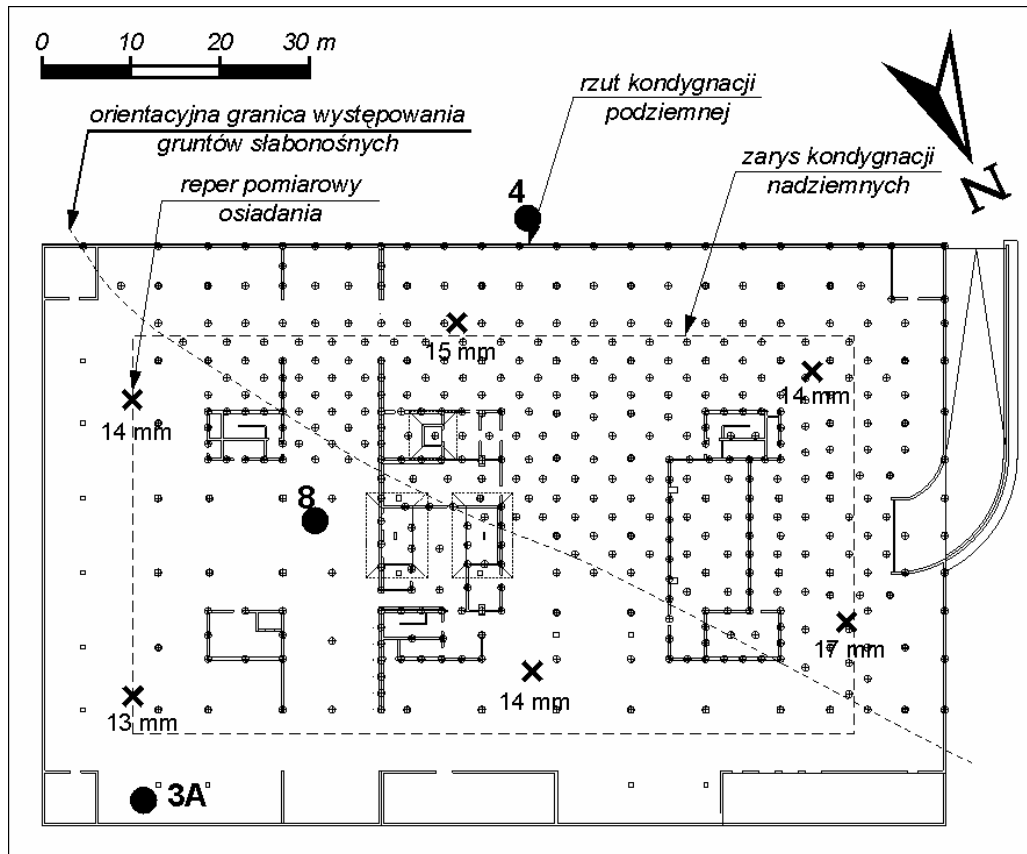 0 10 20 30 m
orientacyjna granica występowania
gruntów słabonośnych
reper pomiarowy
osiadania
rzut kondygnacji
podziemnej
zarys kondygnacji
nadziemnych
N
4
15 mm
14 mm
14 mm
8
17 mm
14 mm
13 mm
3A